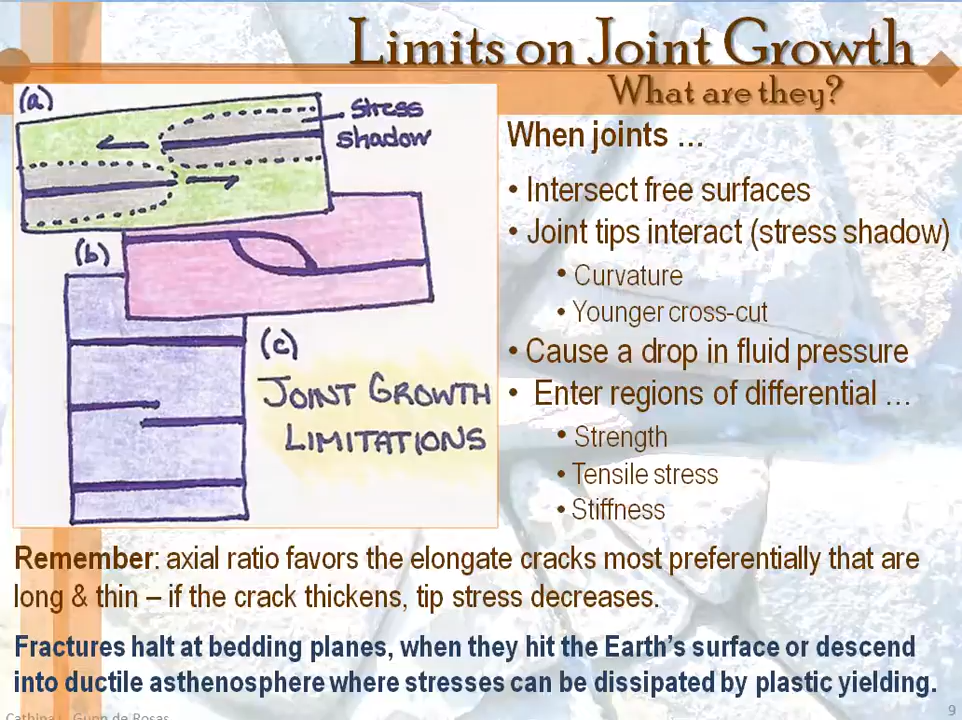 Limits on Joint Growth
What are they?
(a)
Stress
shadow
(b)
(c)
JOINT GROWTH
LIMITATIONS
When joints …
• Intersect free surfaces
• Joint tips interact (stress shadow)
• Curvature
• Younger cross-cut
• Cause a drop in fluid pressure
• Enter regions of differential …
• Strength
• Tensile stress
• Stiffness
Remember: axial ratio favors the elongate cracks most preferentially that are
long & thin – if the crack thickens, tip stress decreases.
Fractures halt at bedding planes, when they hit the Earth's surface or descend
into ductile asthenosphere where stresses can be dissipated by plastic yielding.
Gunn de Rosas
9